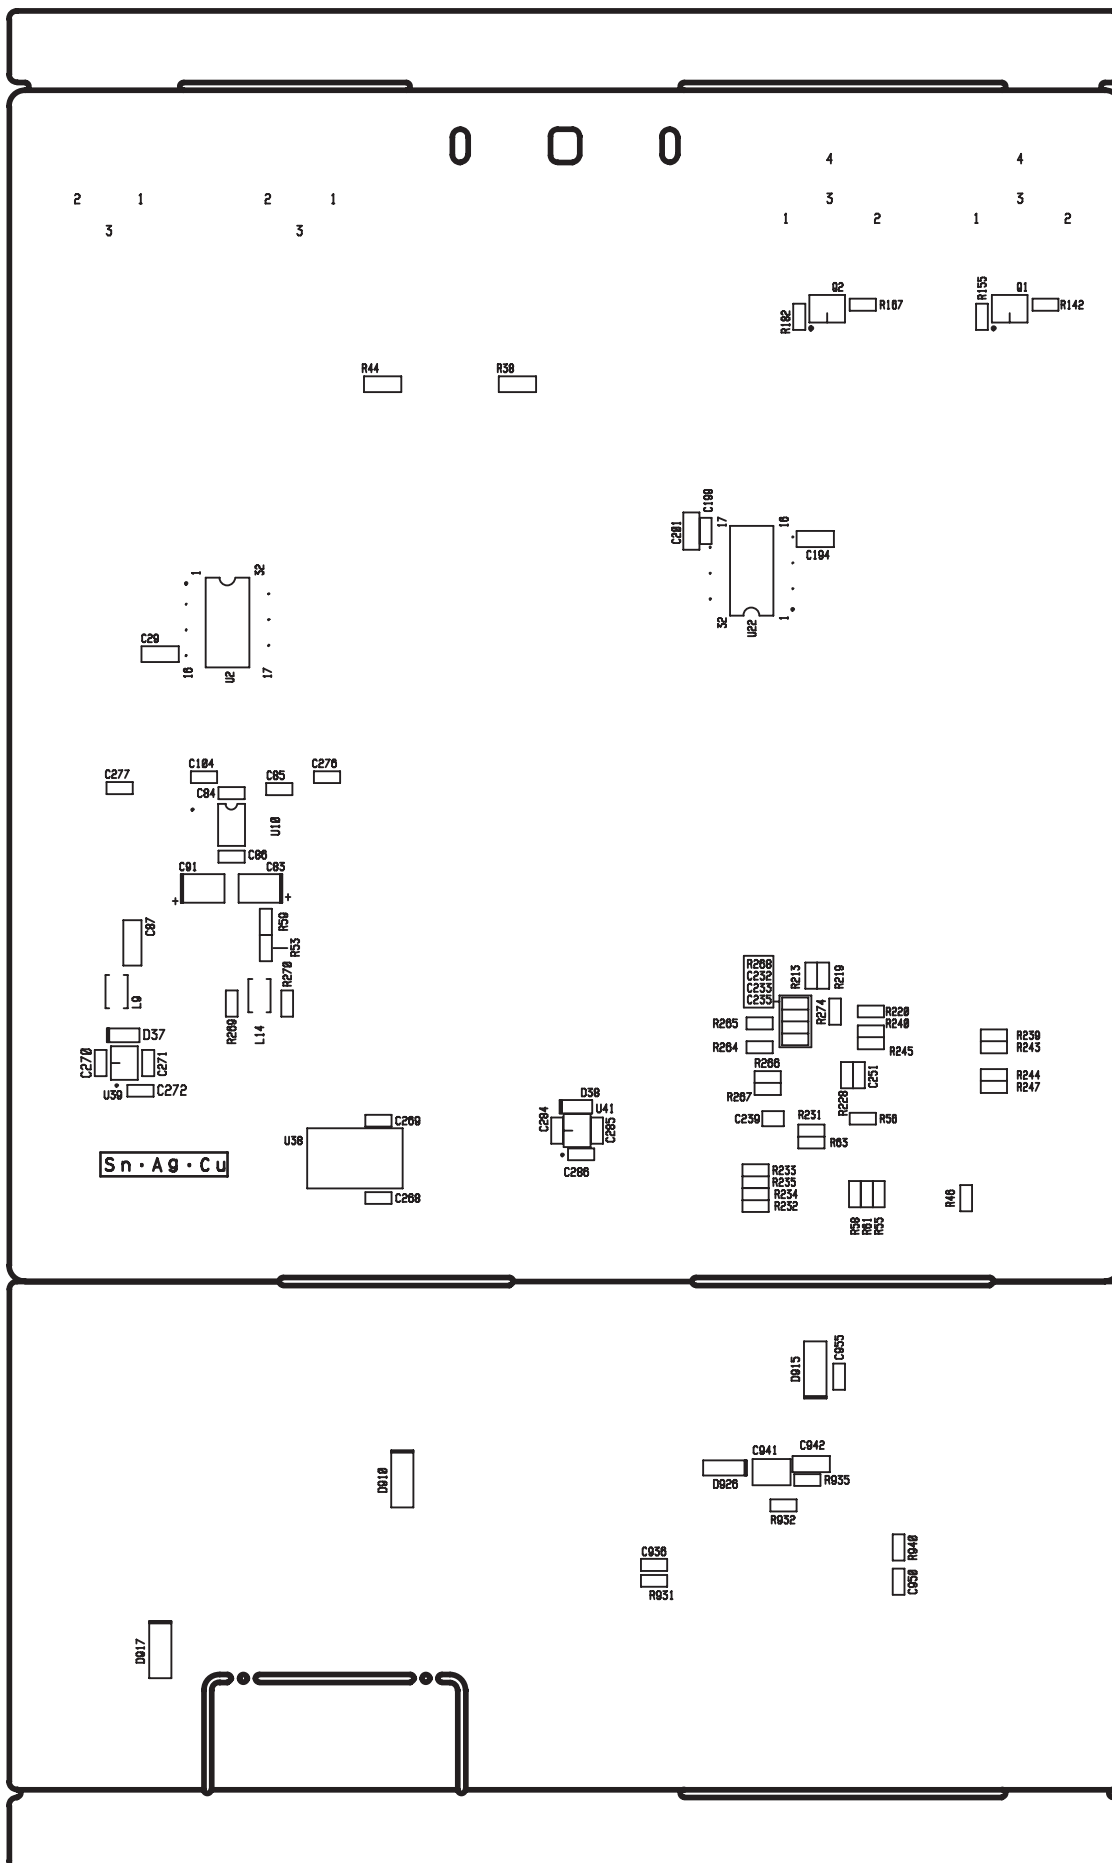 4 4
2 1 2 1 3 3
3 3 1 2 1 2
R155
Q2 Q1
R167 R142
R182
R44 R38
C199
17 16
C201
C194
1 32
C29
32 1
U22
16 U2 17
C104 C276
C277 C85
C84
U10
C86
C91 C83
+ +
C87 R59
R53
R270
L9 R269 L14
R268
C232
C233
C235
R213 R219
R274
R220
R265 R240
D37 R239
R264 R245 R243
C270 C271
R266 C251 R244
R267 R247
U39 C272
D38
U41 R228
C284 C285
C239 R231 R56
C269
U38 R63
Sn·Ag·Cu
C286
R233
R235
R234
R232
C268 R46
R58 R61 R55
D915 C955
C941 C942
D910 D926 R935
R932
R940
C936
R931 C950
D917